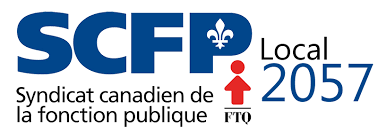 SCFP
Local
2057
Syndicat canadien de
la fonction publique
FTQ